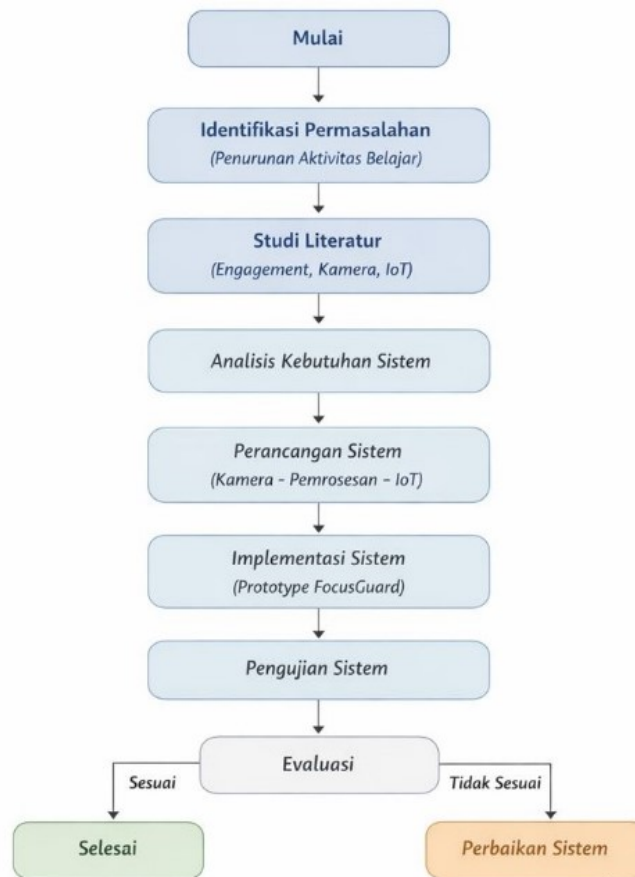 Mulai
Identifikasi Permasalahan
(Penurunan Aktivitas Belajar)
Studi Literatur
(Engagement, Kamera, IoT)
Analisis Kebutuhan Sistem
Perancangan Sistem
(Kamera – Pemrosesan – IoT)
Implementasi Sistem
(Prototype FocusGuard)
Pengujian Sistem
Evaluasi
Sesuai
Tidak Sesuai
Selesai
Perbaikan Sistem